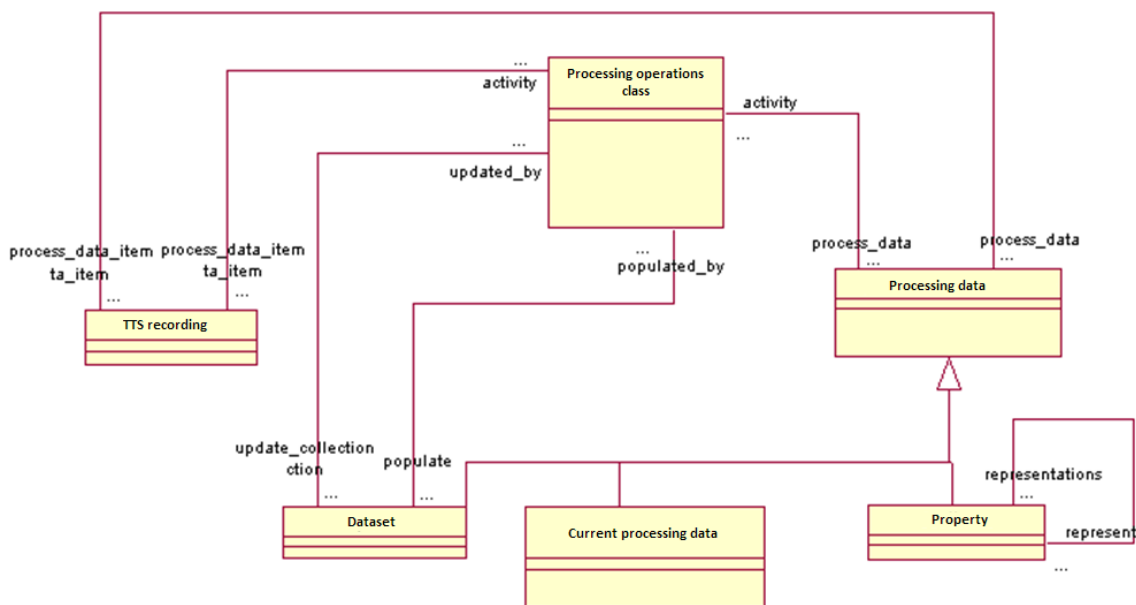 ...
Processing operations
class
activity
activity
...
...
updated_by
...
populated_by
process_data_item
ta_item
...
process_data_item
ta_item
...
process_data
...
process_data
...
TTS recording
Processing data
update_collection
ction
...
populate
...
representations
...
Dataset
Current processing data
Property
represent
...